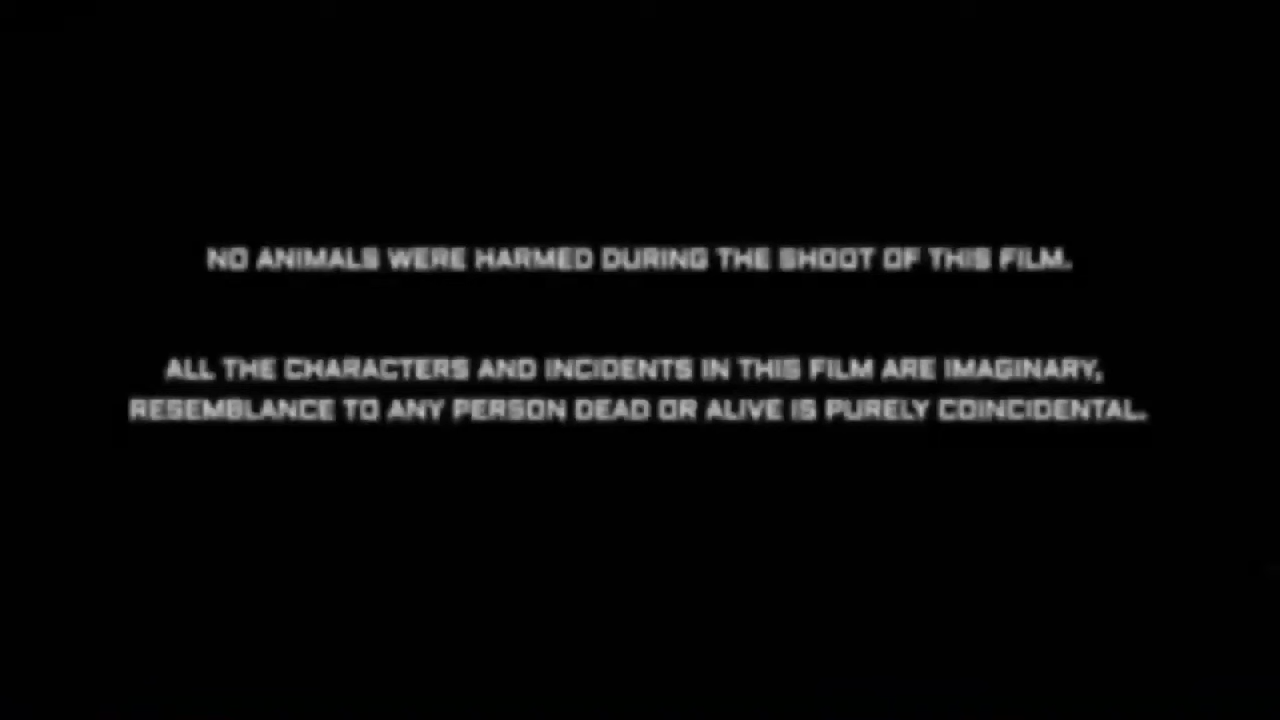 NO ANIMALS WERE HARMED DURING THE SHOOT OF THIS FILM.
ALL THE CHARACTERS AND INCIDENTS IN THIS FILM ARE IMAGINARY,
RESEMBLANCE TO ANY PERSON DEAD OR ALIVE IS PURELY COINCIDENTAL.